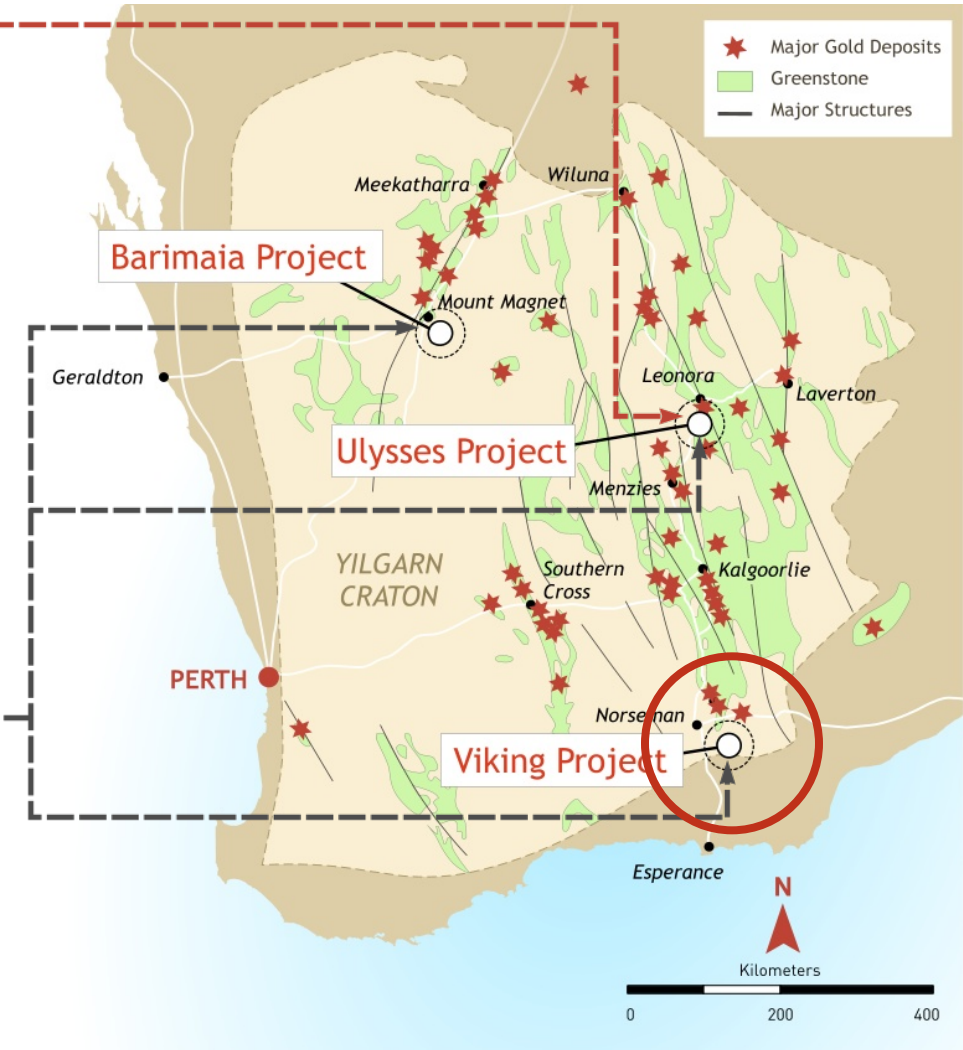 Major Gold Deposits
Greenstone
Major Structures
Wiluna
Meekatharra
Barimaia Project
Mount Magnet
Geraldton
Leonora
Laverton
Ulysses Project
Menzies
YILGARN
CRATON
Southern
Cross
Kalgoorlie
PERTH
Norseman
Viking Project
Esperance
N
Kilometers
0
200
400